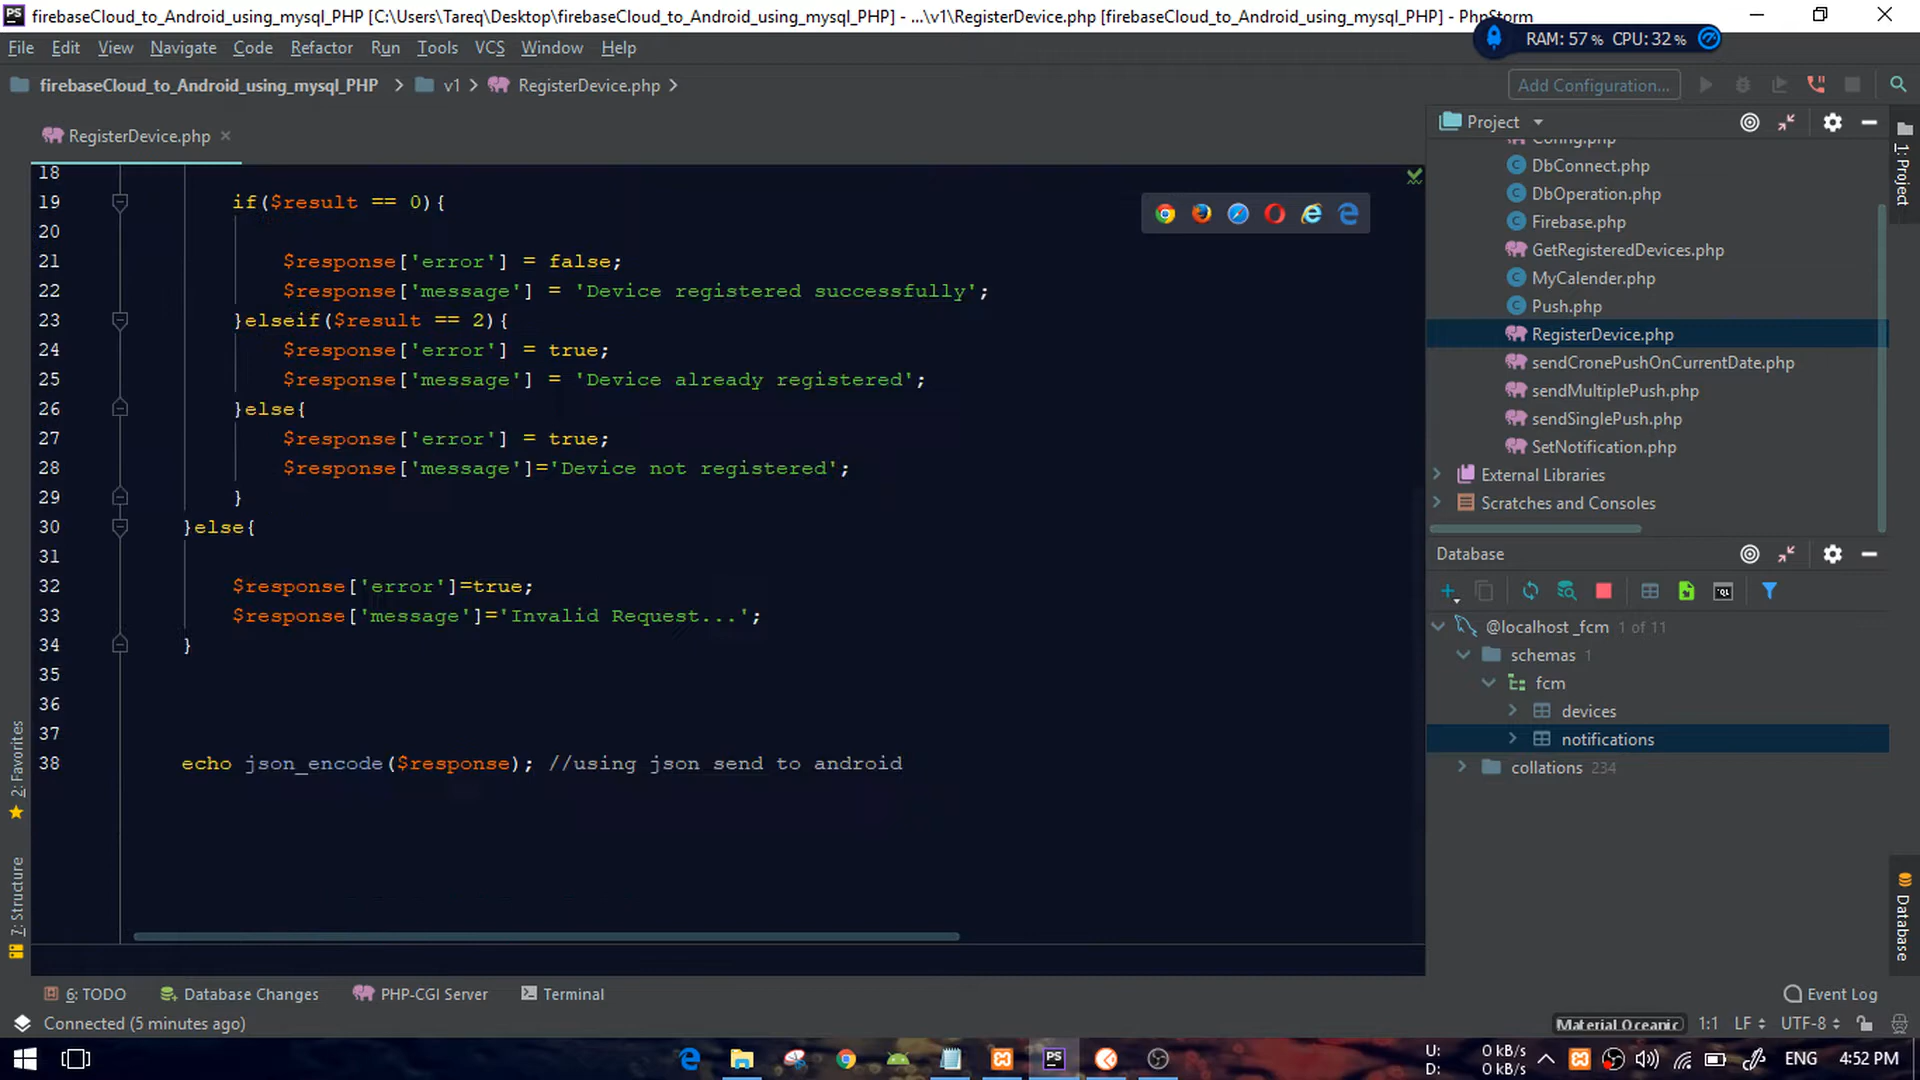 firebaseCloud_to_Android_using_mysql_PHP [C:\Users\Tareq\Desktop\firebaseCloud_to_Android_using_mysql_PHP] - ...\v1\RegisterDevice.php [firebaseCloud_to_Android_using_mysql_PHP] - PhpStorm
RAM: 57% CPU: 32%
File Edit View Navigate Code Refactor Run Tools VCS Window Help
firebaseCloud_to_Android_using_mysql_PHP v1 RegisterDevice.php
Add Configuration...
RegisterDevice.php
18
19 if($result == 0){
20
21 $response['error'] = false;
22 $response['message'] = 'Device registered successfully';
23 }elseif($result == 2){
24 $response['error'] = true;
25 $response['message'] = 'Device already registered';
26 }else{
27 $response['error'] = true;
28 $response['message']='Device not registered';
29 }
30 }else{
31
32 $response['error']=true;
33 $response['message']='Invalid Request...';
34 }
35
36
37
38 echo json_encode($response); //using json send to android
Project
Config.php
DbConnect.php
DbOperation.php
Firebase.php
GetRegisteredDevices.php
MyCalender.php
Push.php
RegisterDevice.php
sendCronePushOnCurrentDate.php
sendMultiplePush.php
sendSinglePush.php
SetNotification.php
External Libraries
Scratches and Consoles
Database
@localhost _fcm 1 of 11
schemas 1
fcm
devices
notifications
collations 234
1: Project
Database
2: Favorites
7: Structure
6: TODO Database Changes PHP-CGI Server Terminal Event Log
Connected (5 minutes ago) Material Oceanic 1:1 LF UTF-8
U: 0 kB/s
D: 0 kB/s
ENG 4:52 PM